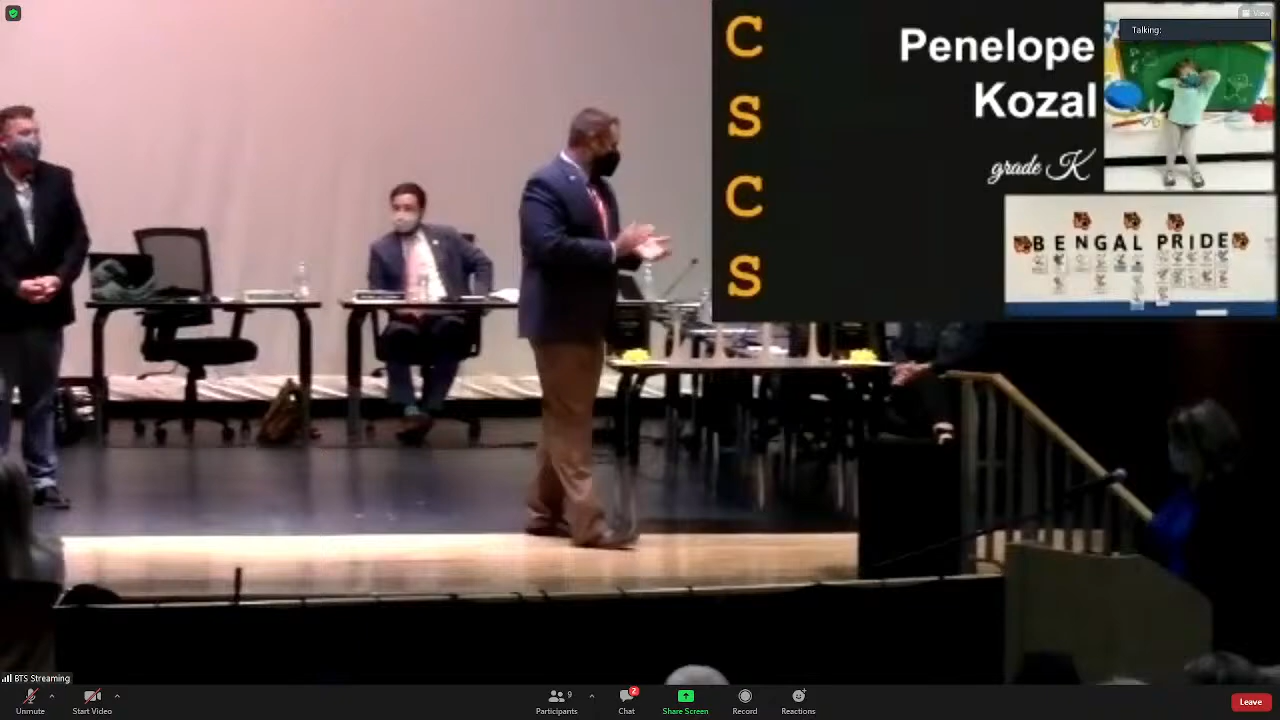 C
S
C
S
Penelope
Kozal
grade K
View
Talking:
BENGAL PRIDE
BTS Streaming
Unmute
Start Video
Participants
9
Chat
2
Share Screen
Record
Reactions
Leave